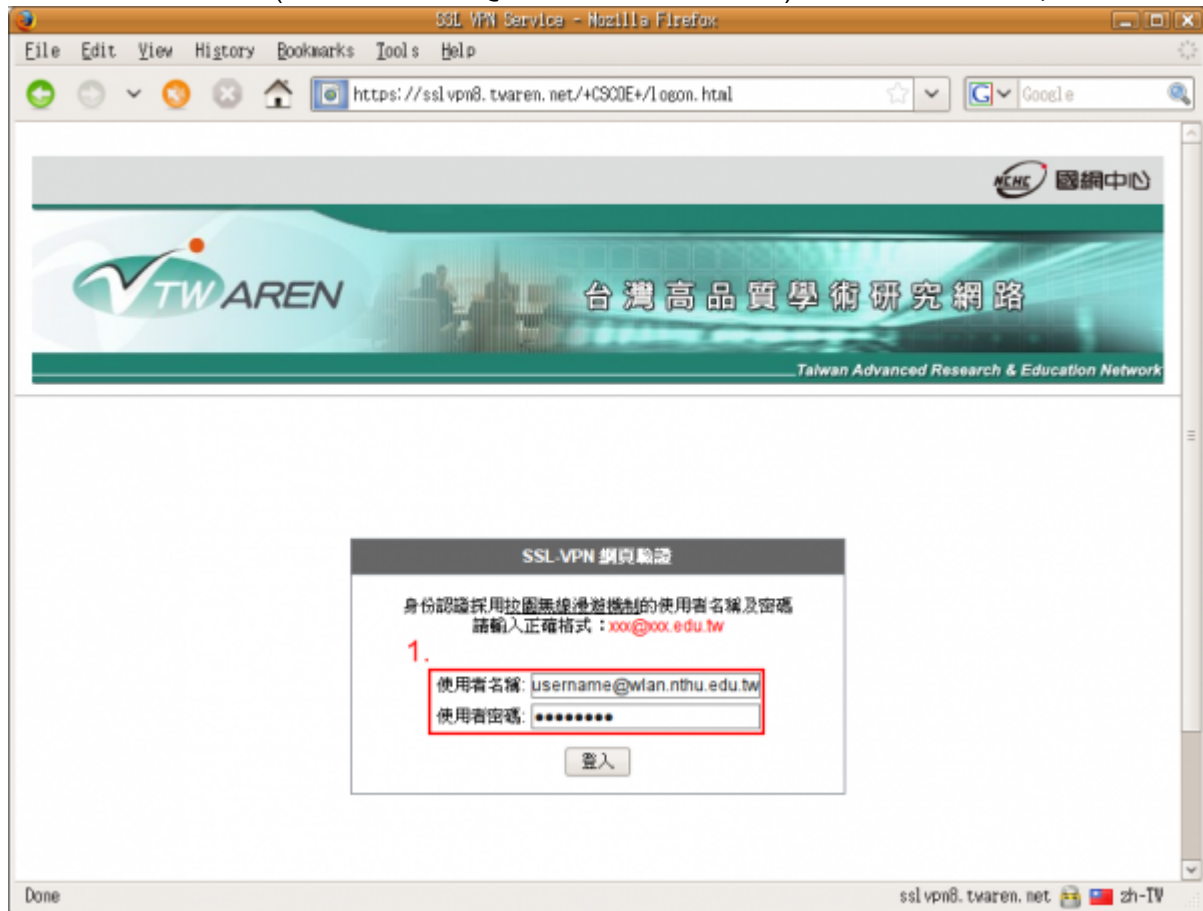 SSL VPN Service - Mozilla Firefox
File Edit View History Bookmarks Tools Help
https://sslvpn8.twaren.net/+CSCOE+/logon.html
G Google
NCHC 國網中心
TWAREN
台灣高品質學術研究網路
Taiwan Advanced Research & Education Network
SSL-VPN 網頁驗證
身份認證採用校園無線漫遊機制的使用者名稱及密碼
請輸入正確格式：xxx@xxx.edu.tw
1.
使用者名稱: username@wlan.nthu.edu.tw
使用者密碼: ●●●●●●●●
登入
Done
sslvpn8.twaren.net zh-TW